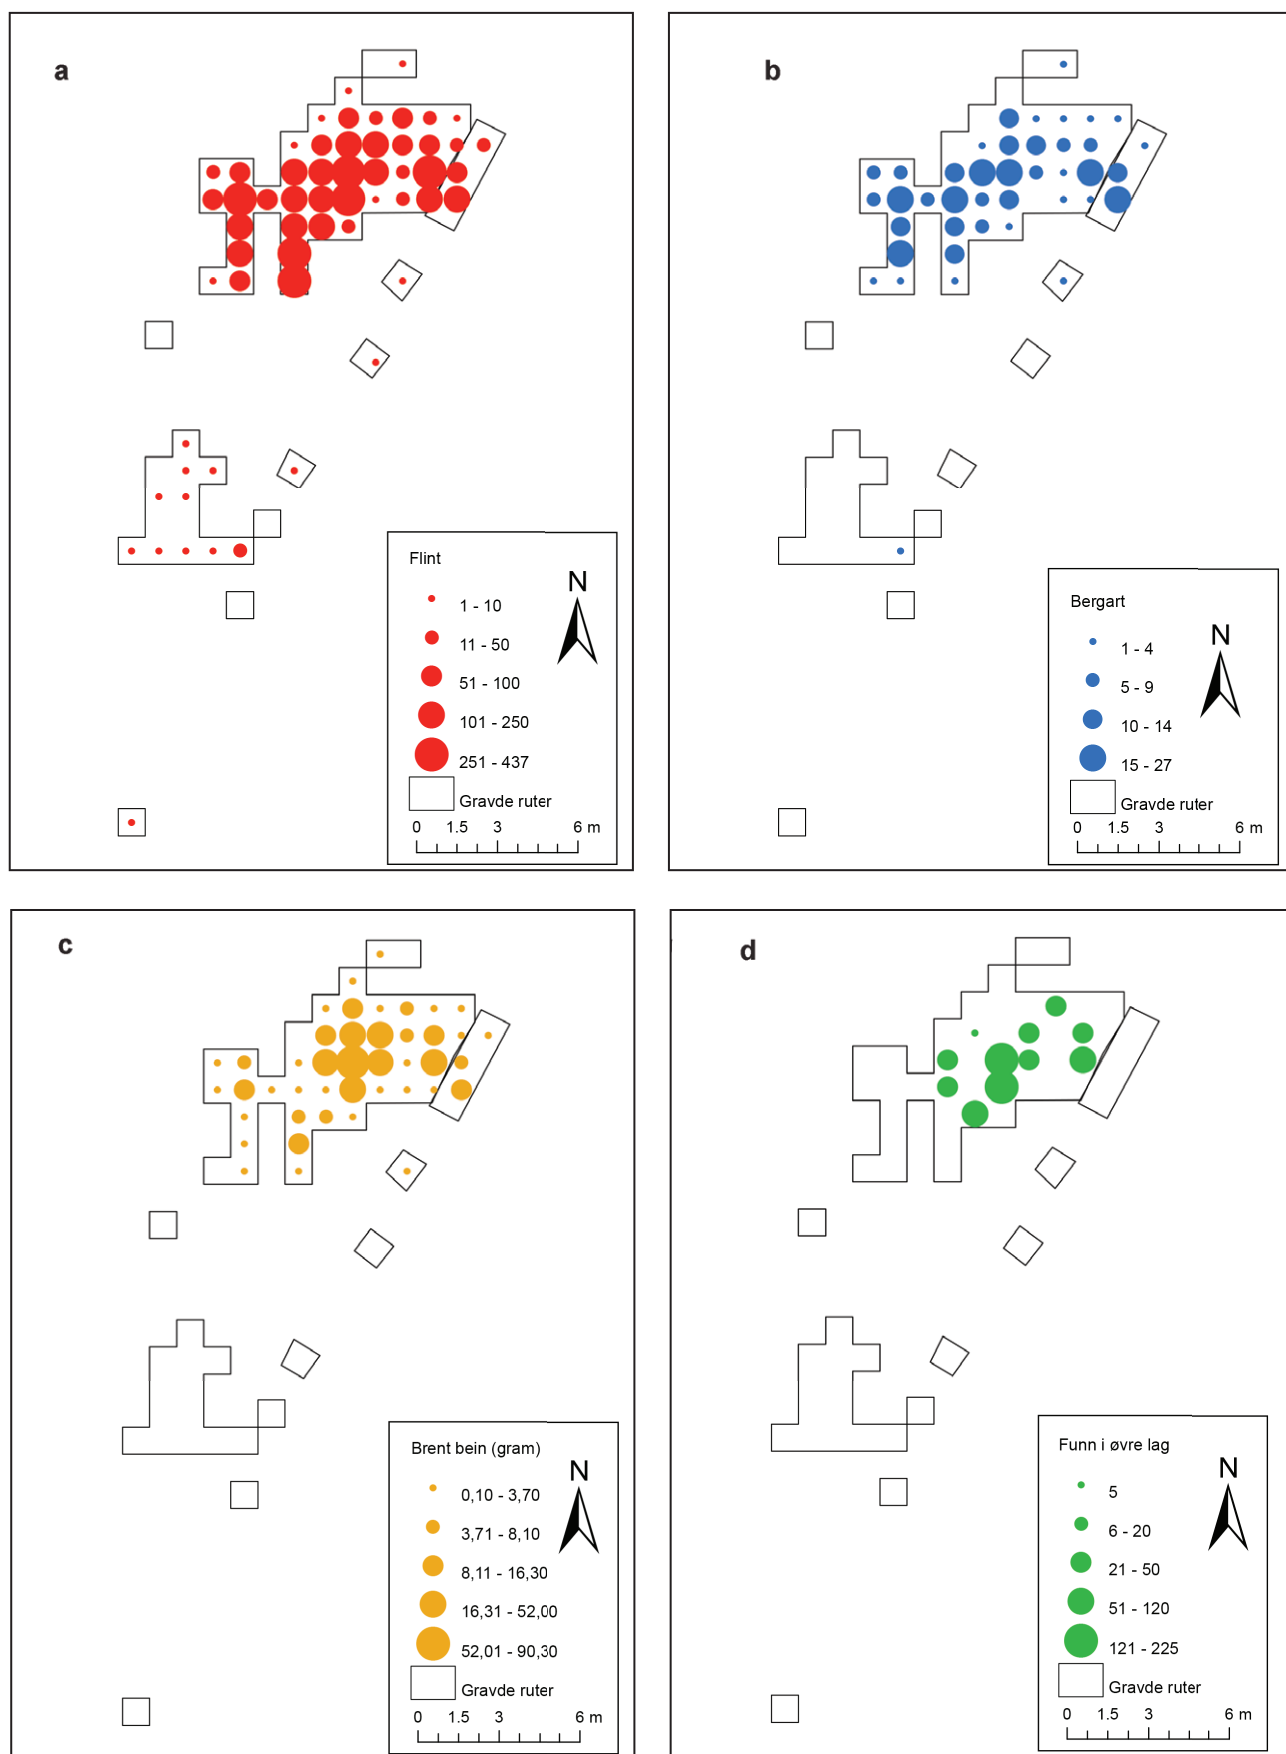 a
Flint
N
1 - 10
11 - 50
51 - 100
101 - 250
251 - 437
Gravde ruter
0 1.5 3 6 m
b
Bergart
N
1 - 4
5 - 9
10 - 14
15 - 27
Gravde ruter
0 1.5 3 6 m
c
Brent bein (gram)
N
0,10 - 3,70
3,71 - 8,10
8,11 - 16,30
16,31 - 52,00
52,01 - 90,30
Gravde ruter
0 1.5 3 6 m
d
Funn i øvre lag
N
5
6 - 20
21 - 50
51 - 120
121 - 225
Gravde ruter
0 1.5 3 6 m